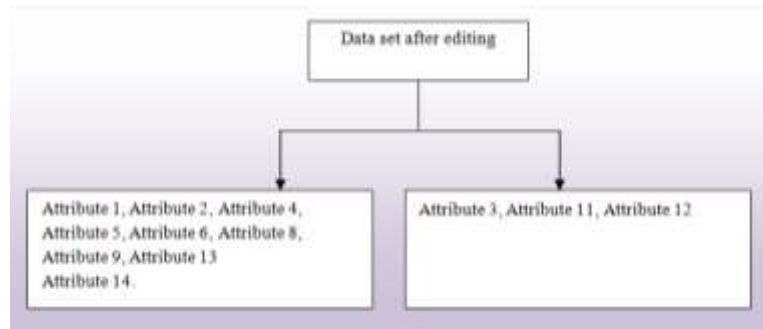 Data set after editing
Attribute 1, Attribute 2, Attribute 4,
Attribute 5, Attribute 6, Attribute 8,
Attribute 9, Attribute 13
Attribute 14.
Attribute 3, Attribute 11, Attribute 12